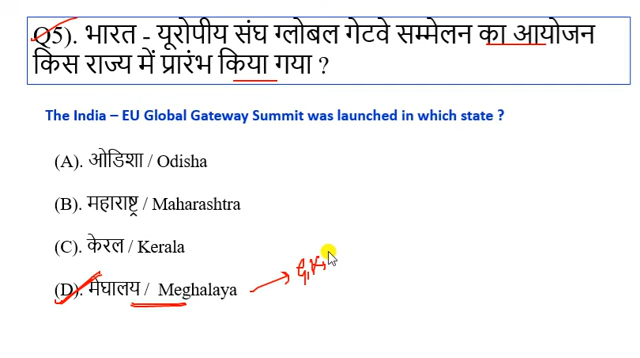 Q5). भारत - यूरोपीय संघ ग्लोबल गेटवे सम्मेलन का आयोजन
किस राज्य में प्रारंभ किया गया ?
The India – EU Global Gateway Summit was launched in which state ?
(A). ओडिशा / Odisha
(B). महाराष्ट्र / Maharashtra
(C). केरल / Kerala
(D). मेघालय / Meghalaya